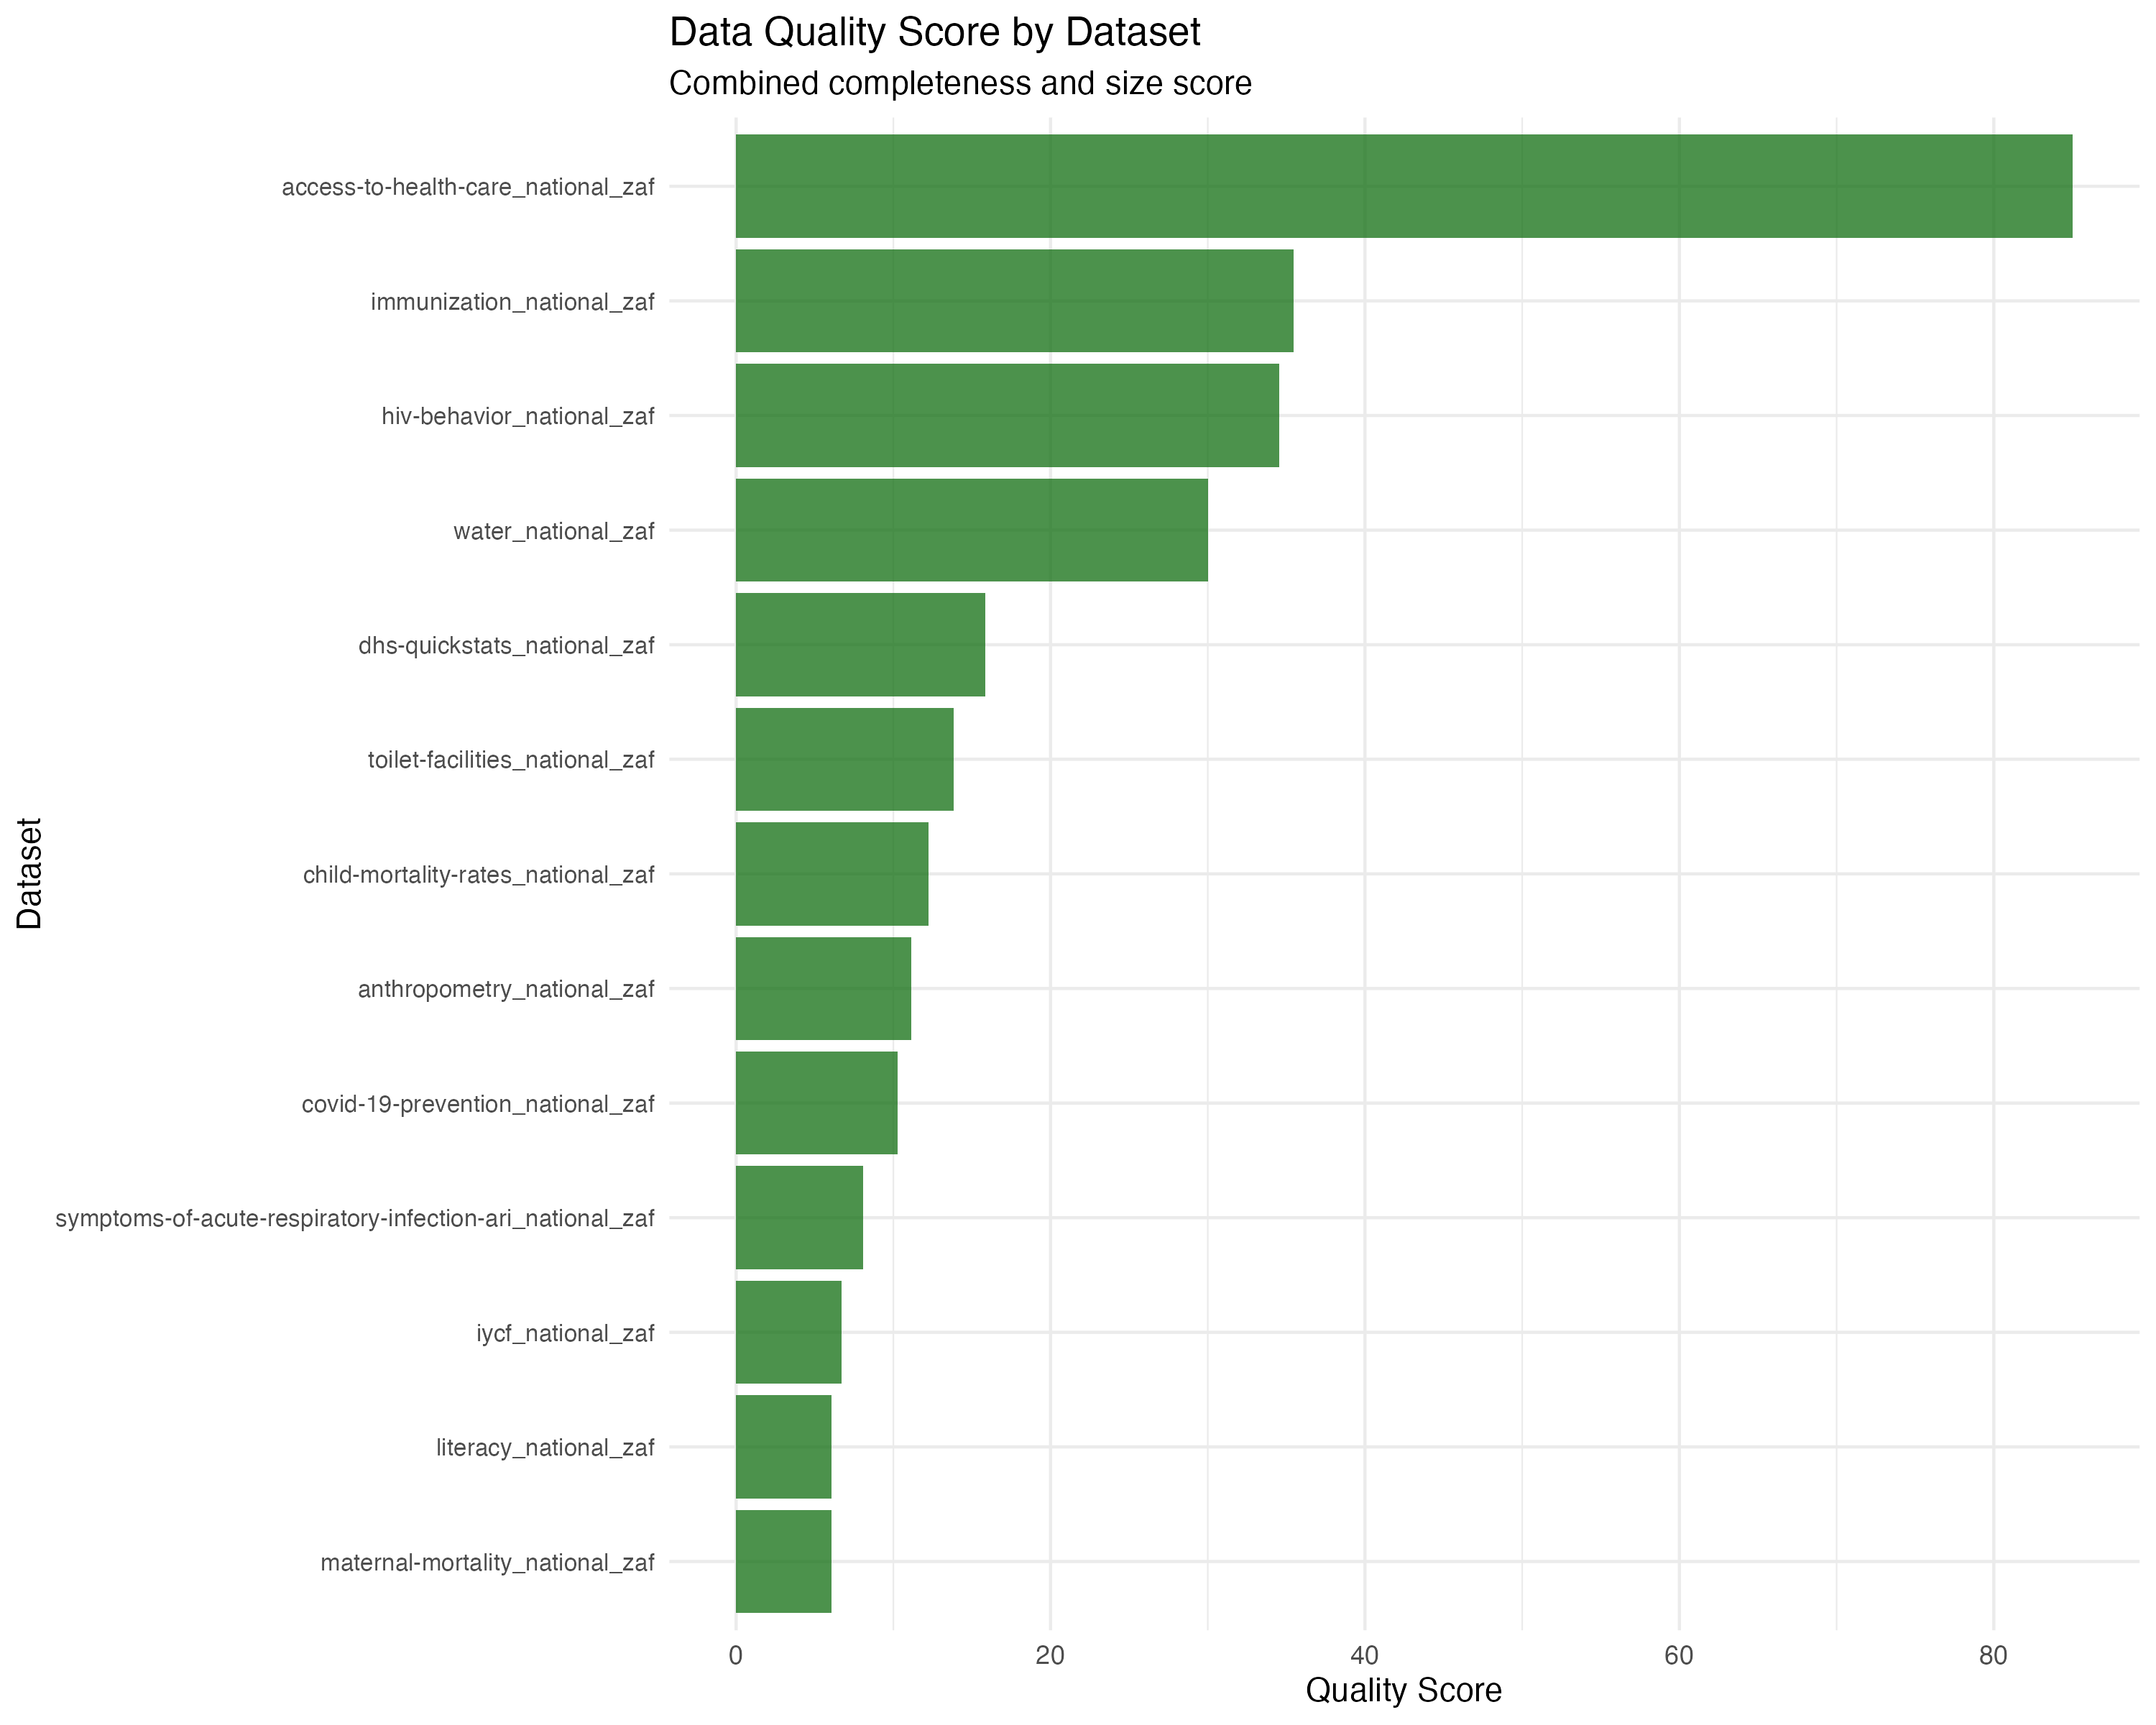 Data Quality Score by Dataset
Combined completeness and size score
access-to-health-care_national_zaf
immunization_national_zaf
hiv-behavior_national_zaf
water_national_zaf
dhs-quickstats_national_zaf
toilet-facilities_national_zaf
child-mortality-rates_national_zaf
anthropometry_national_zaf
covid-19-prevention_national_zaf
symptoms-of-acute-respiratory-infection-ari_national_zaf
iycf_national_zaf
literacy_national_zaf
maternal-mortality_national_zaf
Dataset
0 20 40 60 80
Quality Score